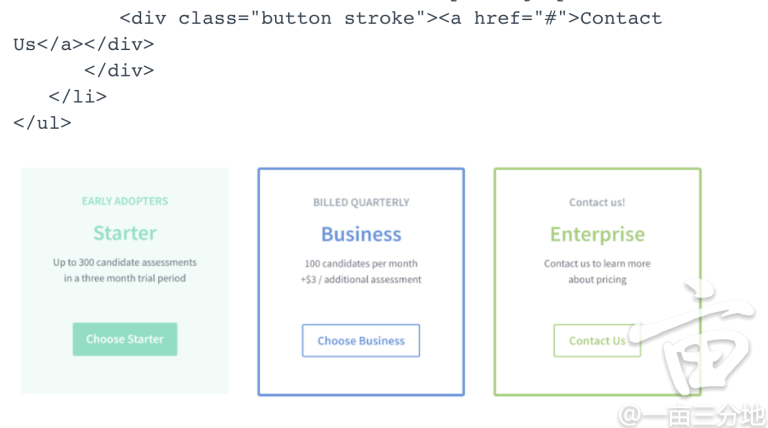 <div class="button stroke"><a href="#">Contact
Us</a></div>
</div>
</li>
</ul>
EARLY ADOPTERS
Starter
Up to 300 candidate assessments
in a three month trial period
Choose Starter
BILLED QUARTERLY
Business
100 candidates per month
+$3 / additional assessment
Choose Business
Contact us!
Enterprise
Contact us to learn more
about pricing
Contact Us
亩
@一亩三分地